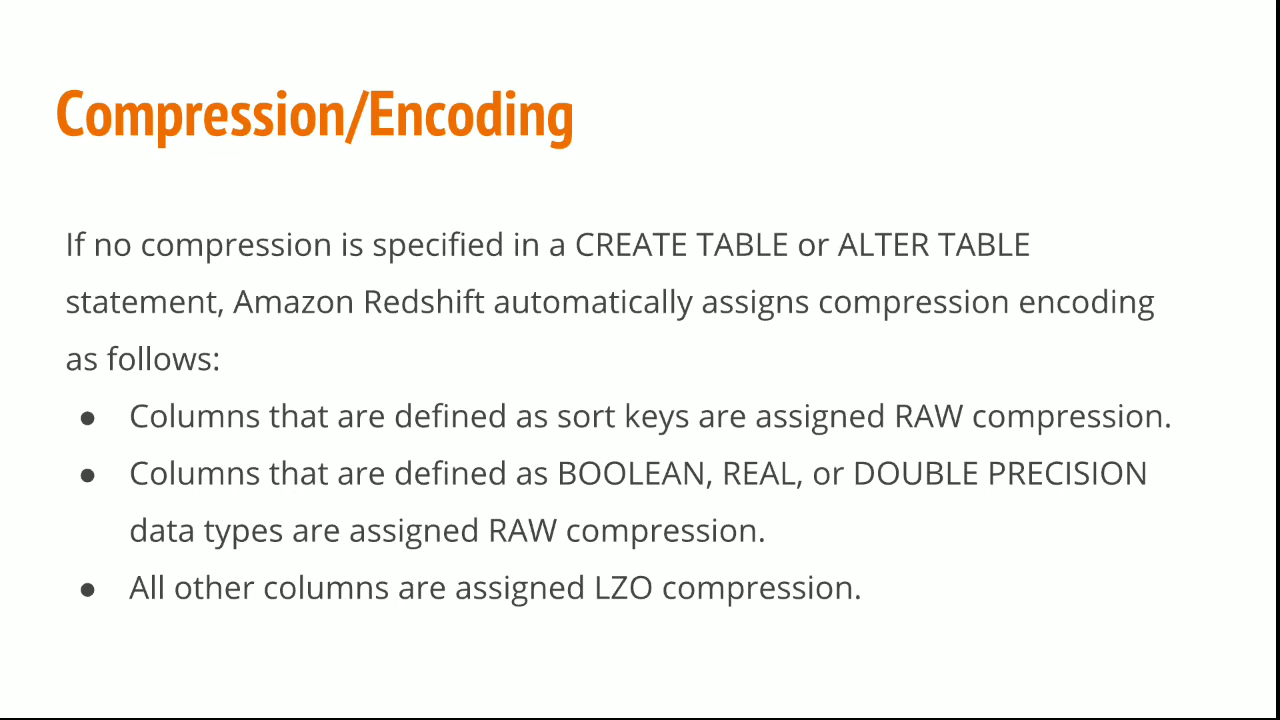 Compression/Encoding
If no compression is specified in a CREATE TABLE or ALTER TABLE
statement, Amazon Redshift automatically assigns compression encoding
as follows:
● Columns that are defined as sort keys are assigned RAW compression.
● Columns that are defined as BOOLEAN, REAL, or DOUBLE PRECISION
data types are assigned RAW compression.
● All other columns are assigned LZO compression.